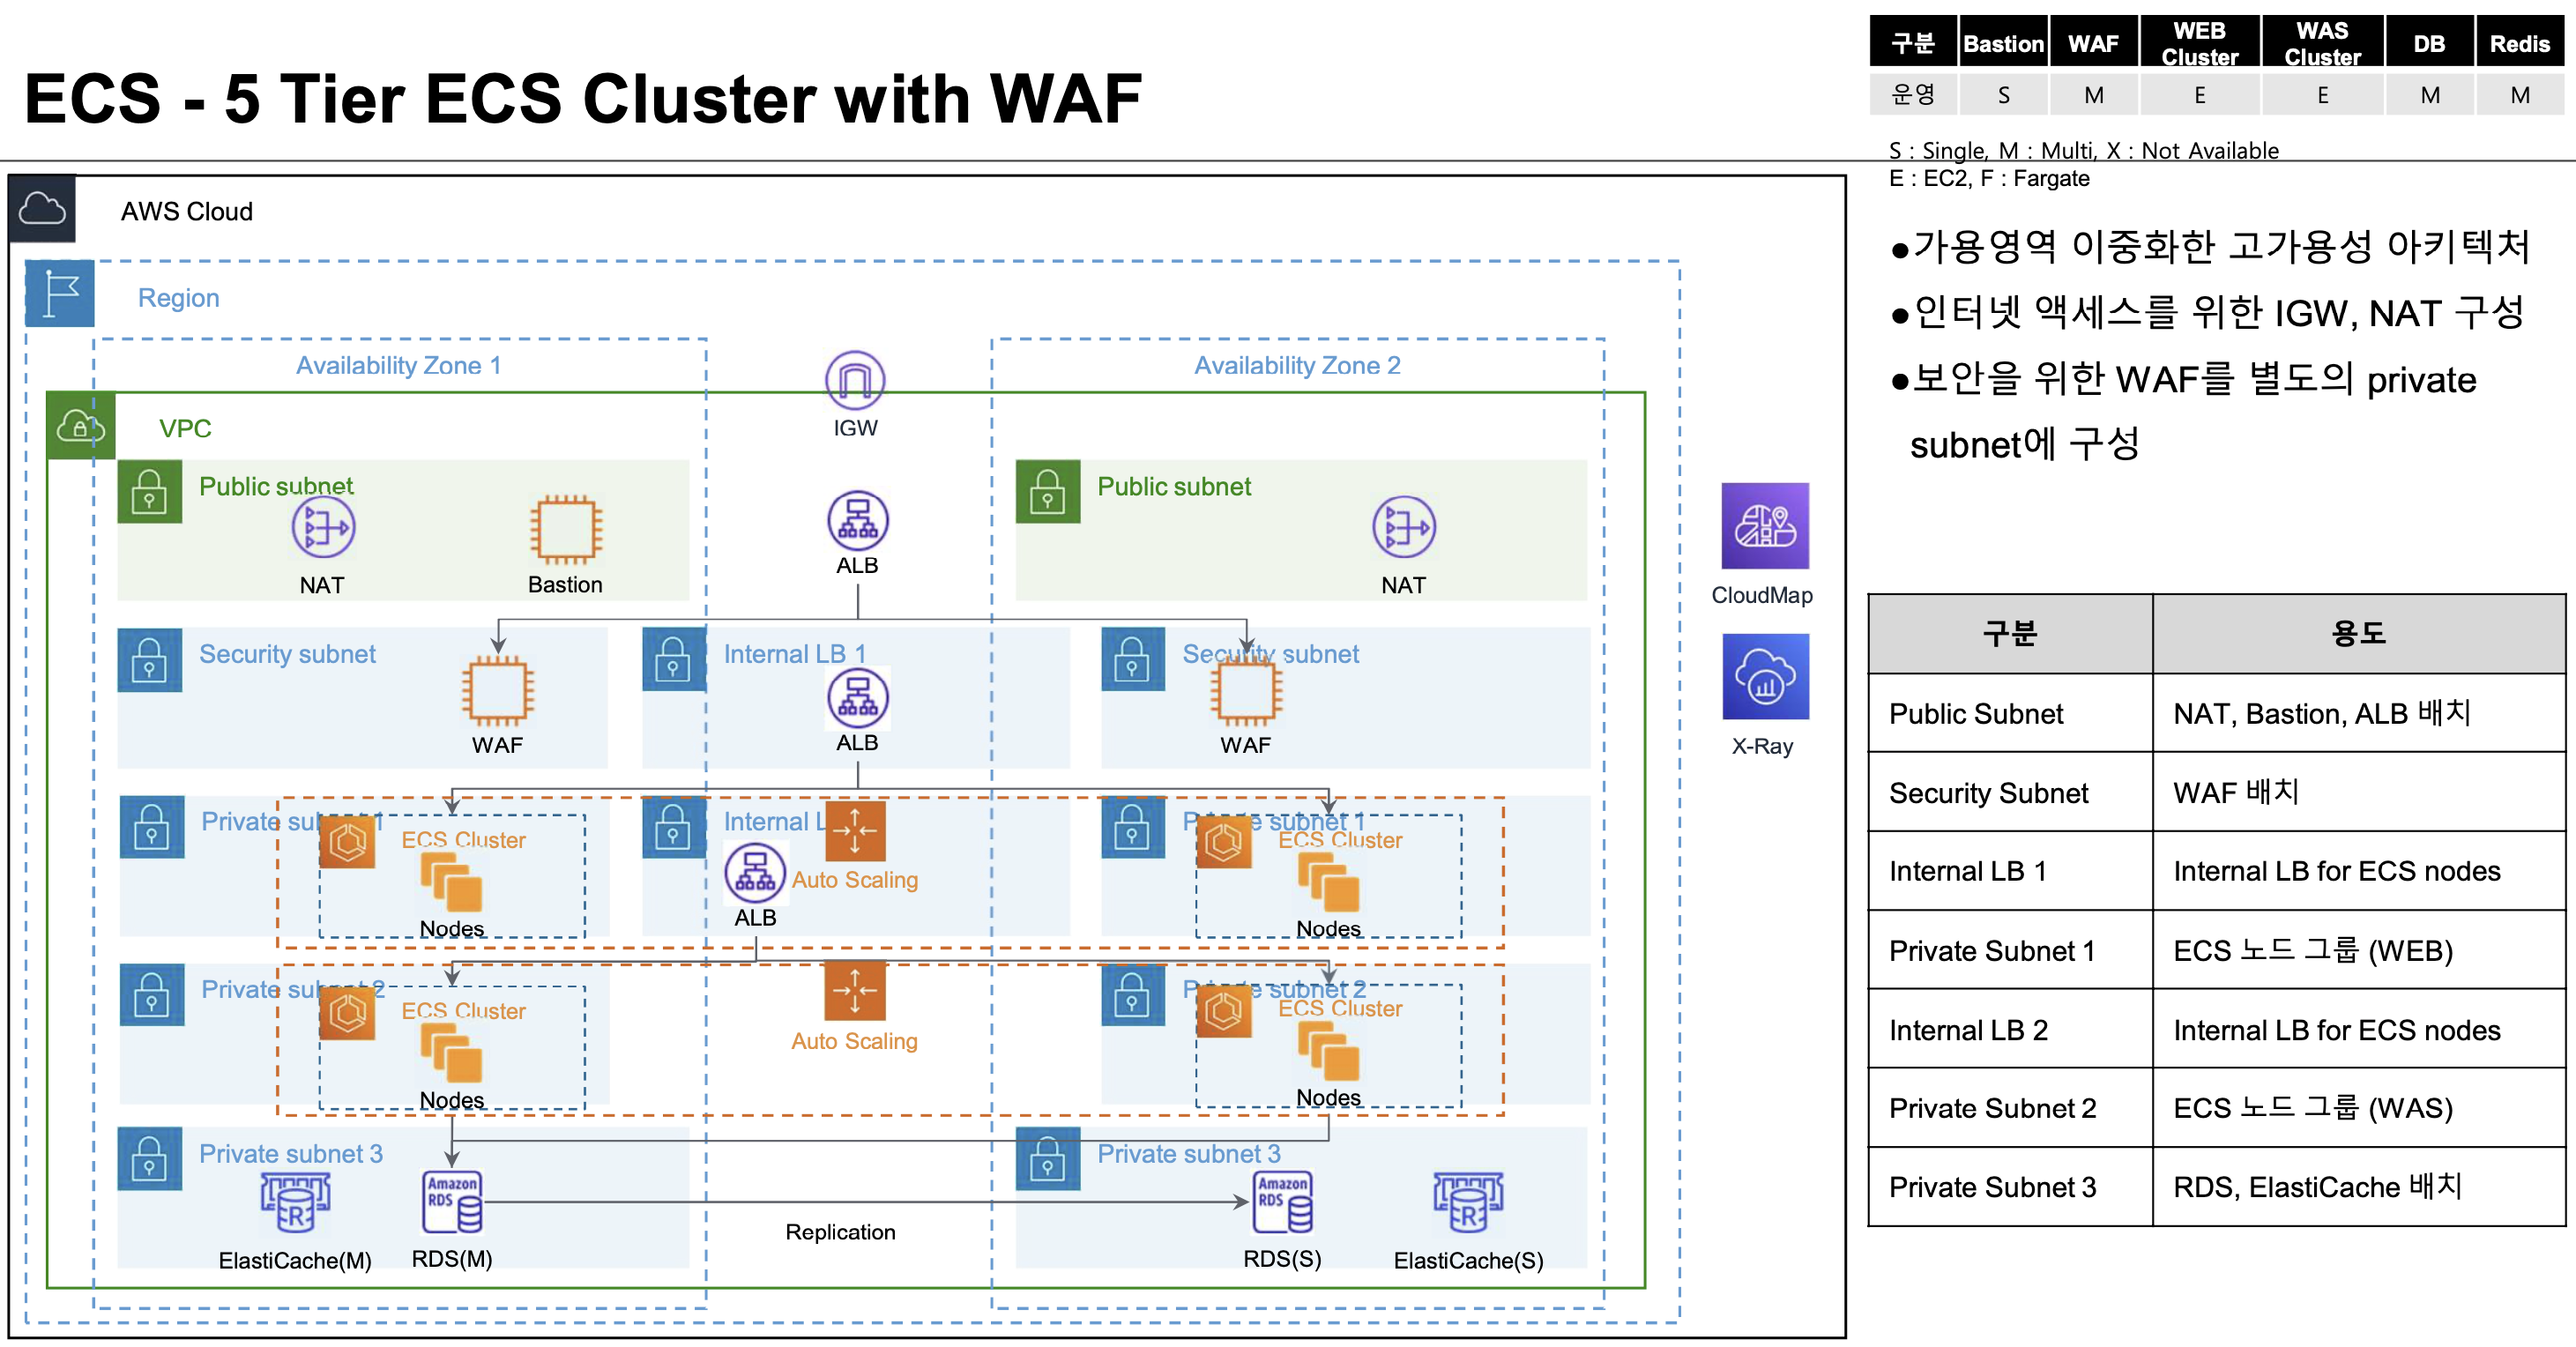 ECS - 5 Tier ECS Cluster with WAF
구분 Bastion WAF WEB Cluster WAS Cluster DB Redis
운영 S M E E M M
S : Single, M : Multi, X : Not Available
E : EC2, F : Fargate
●가용영역 이중화한 고가용성 아키텍처
●인터넷 액세스를 위한 IGW, NAT 구성
●보안을 위한 WAF를 별도의 private
subnet에 구성
AWS Cloud
Region
Availability Zone 1
Availability Zone 2
IGW
VPC
Public subnet
Public subnet
NAT
Bastion
ALB
NAT
CloudMap
Security subnet
Internal LB 1
Security subnet
WAF
ALB
WAF
X-Ray
Private subnet 1
ECS Cluster
Internal L
Private subnet 1
ECS Cluster
Auto Scaling
Nodes
ALB
Nodes
Private subnet 2
ECS Cluster
Private subnet 2
ECS Cluster
Auto Scaling
Nodes
Nodes
Private subnet 3
Private subnet 3
Amazon RDS
Amazon RDS
R
R
Replication
ElastiCache(M)
RDS(M)
RDS(S)
ElastiCache(S)
구분 용도
Public Subnet NAT, Bastion, ALB 배치
Security Subnet WAF 배치
Internal LB 1 Internal LB for ECS nodes
Private Subnet 1 ECS 노드 그룹 (WEB)
Internal LB 2 Internal LB for ECS nodes
Private Subnet 2 ECS 노드 그룹 (WAS)
Private Subnet 3 RDS, ElastiCache 배치